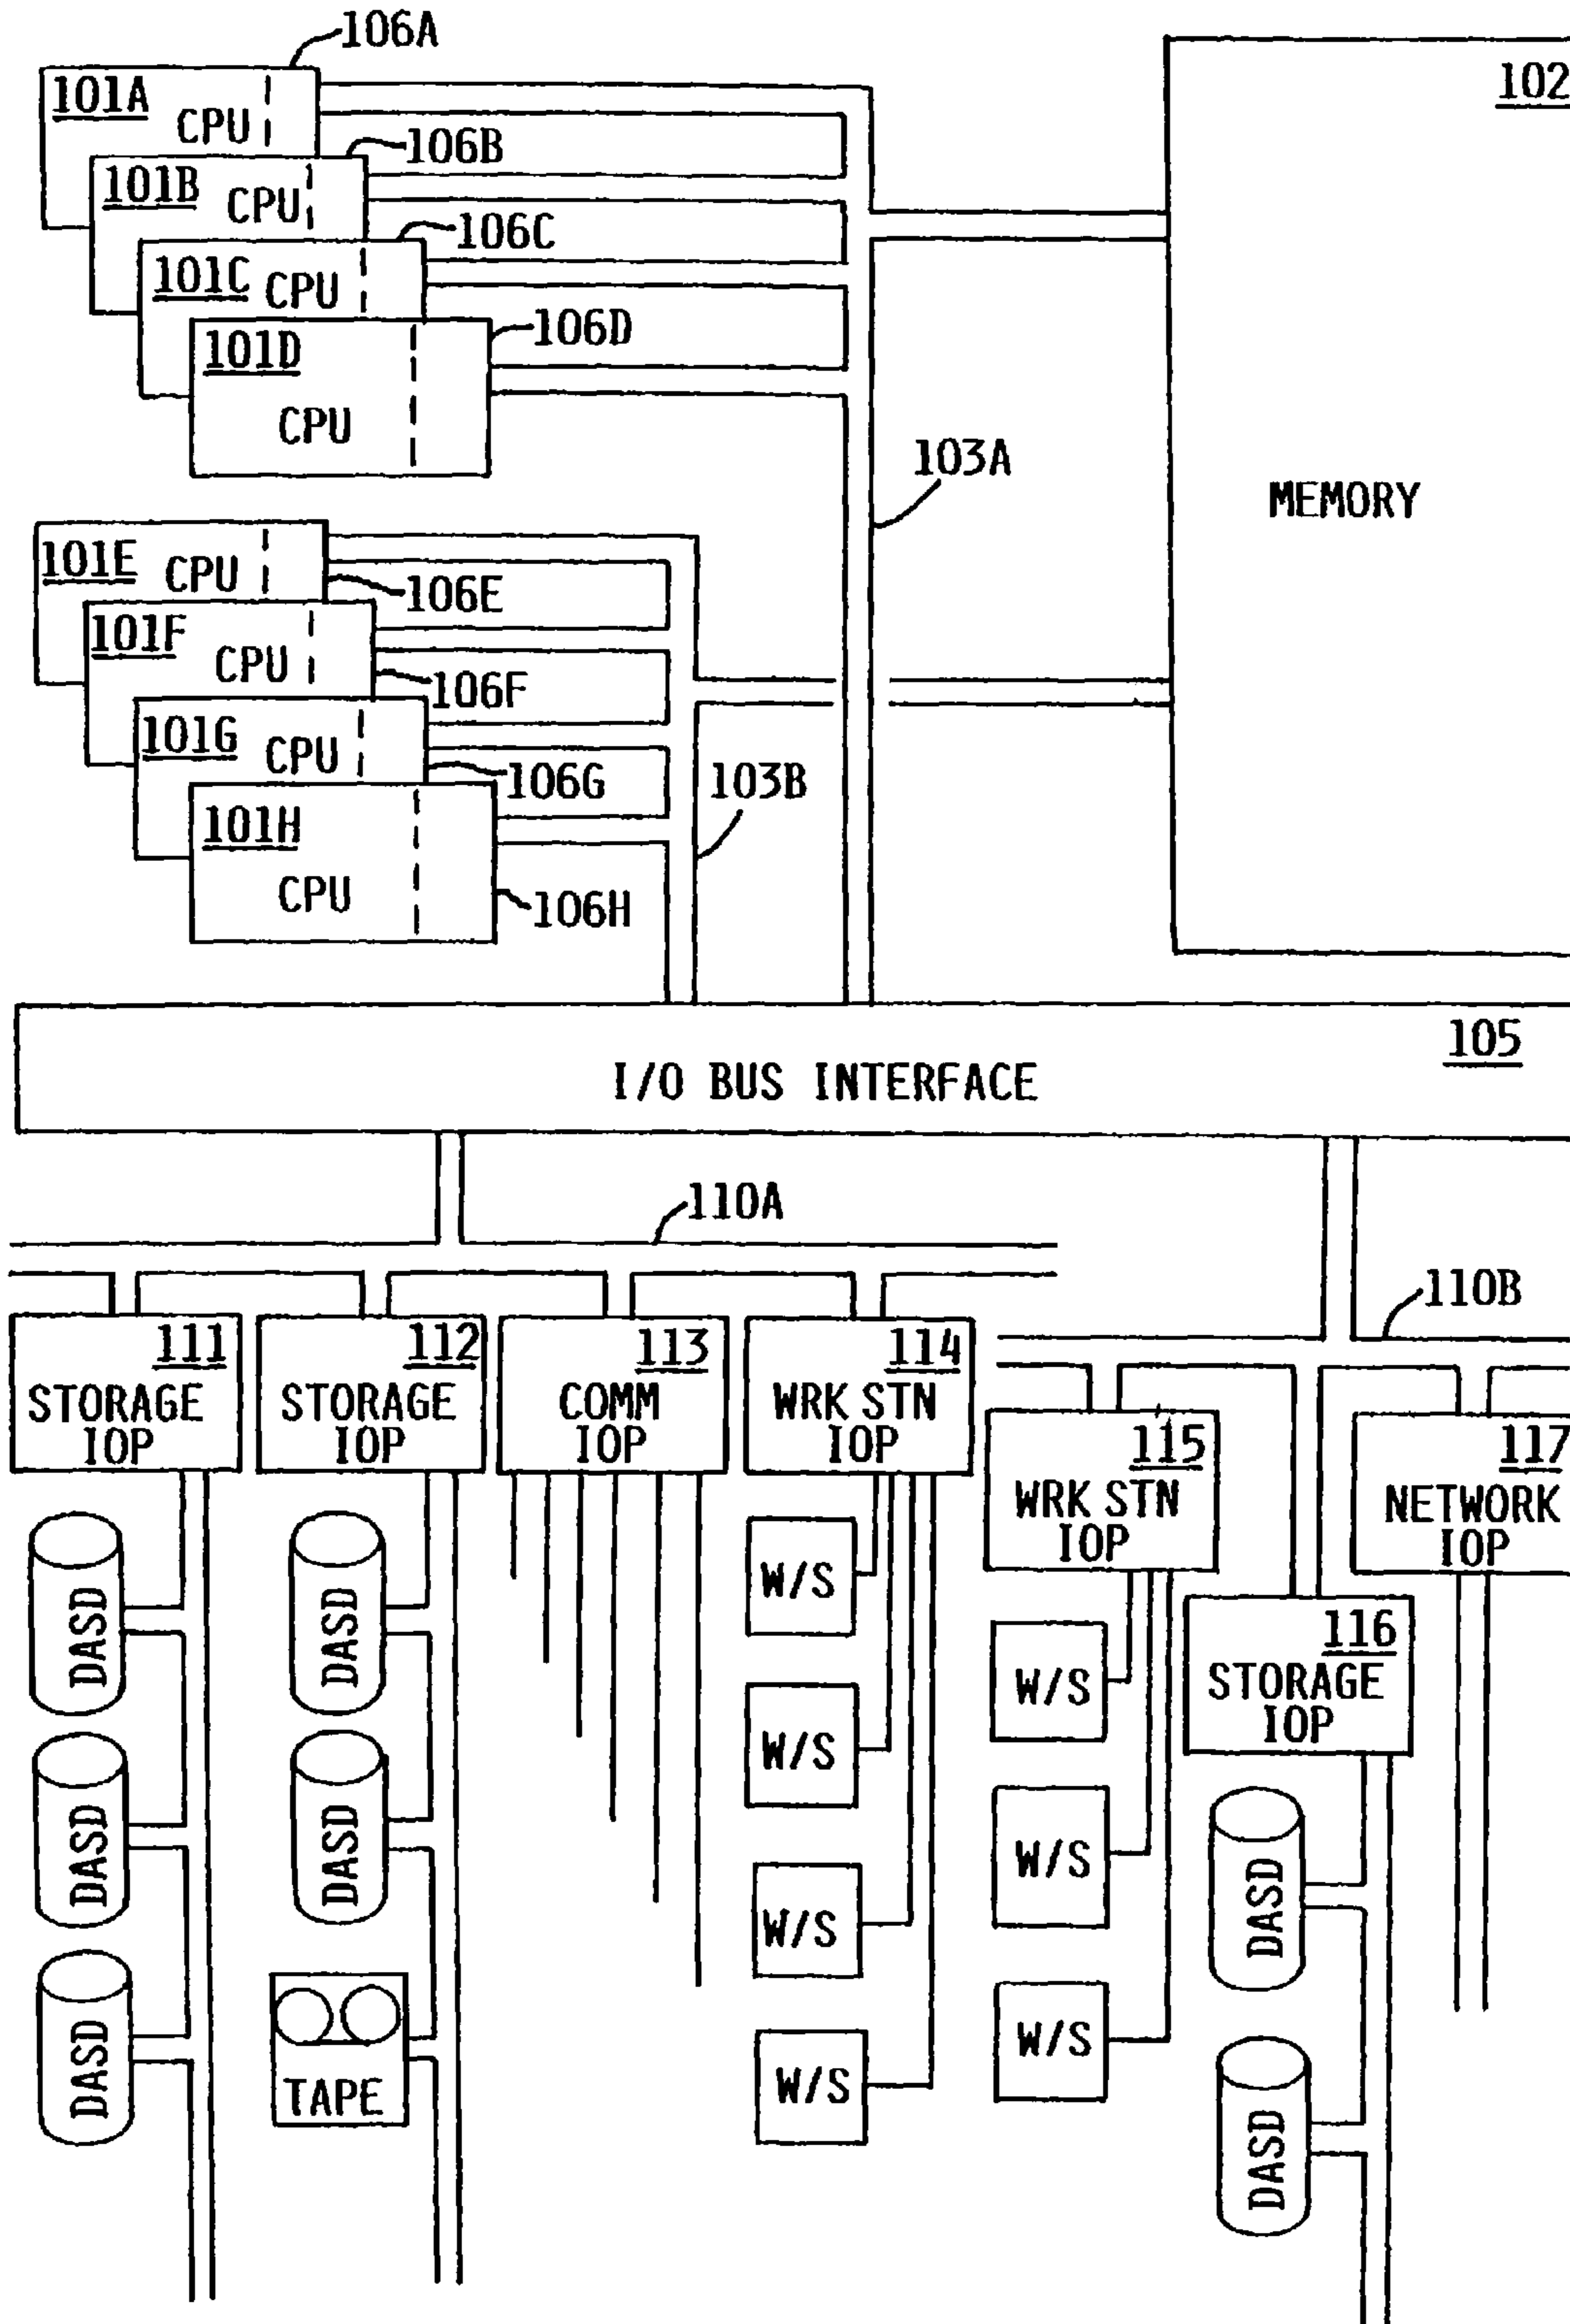 106A
102
101A
CPU
106B
101B
CPU
106C
101C
CPU
106D
101D
CPU
103A
MEMORY
101E
CPU
106E
101F
CPU
106F
101G
CPU
106G
103B
101H
CPU
106H
105
I/O BUS INTERFACE
110A
110B
111
STORAGE
IOP
112
STORAGE
IOP
113
COMM
IOP
114
WRK STN
IOP
115
WRK STN
IOP
117
NETWORK
IOP
116
STORAGE
IOP
DASD
DASD
DASD
DASD
DASD
TAPE
W/S
W/S
W/S
W/S
W/S
W/S
W/S
DASD
DASD